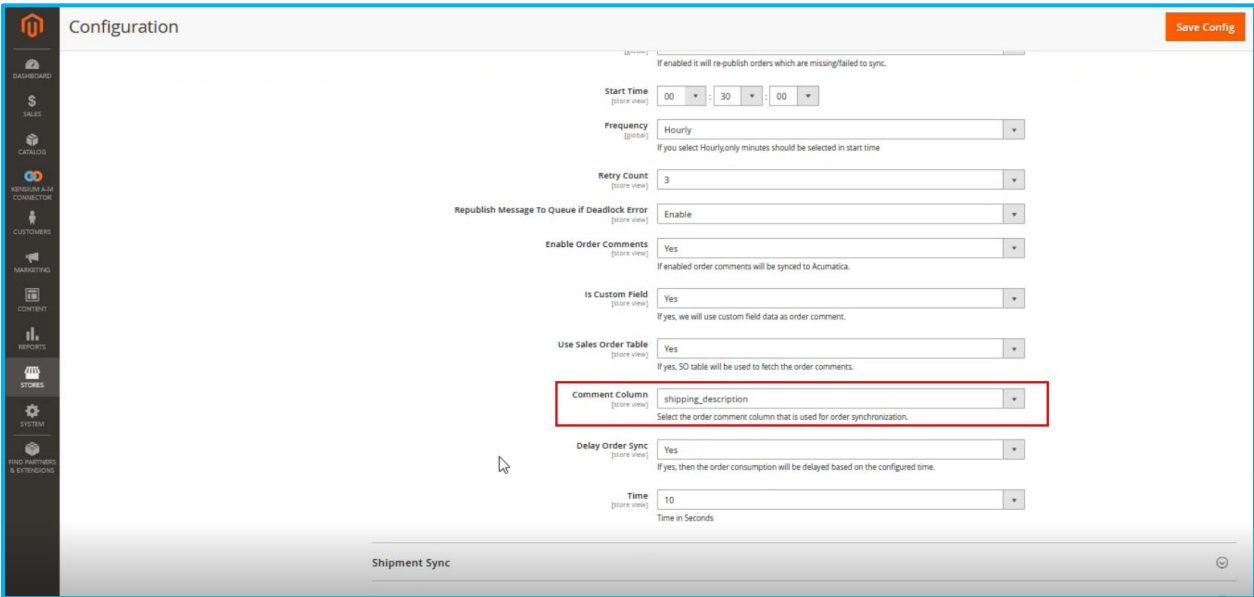 Configuration
Save Config
DASHBOARD
SALES
CATALOG
KENSIUM A-M
CONNECTOR
CUSTOMERS
MARKETING
CONTENT
REPORTS
STORES
SYSTEM
FIND PARTNERS
& EXTENSIONS
If enabled it will re-publish orders which are missing/failed to sync.
Start Time
[store view]
00 : 30 : 00
Frequency
[global]
Hourly
If you select Hourly,only minutes should be selected in start time
Retry Count
[store view]
3
Republish Message To Queue if Deadlock Error
[store view]
Enable
Enable Order Comments
[store view]
Yes
If enabled order comments will be synced to Acumatica.
Is Custom Field
[store view]
Yes
If yes, we will use custom field data as order comment.
Use Sales Order Table
[store view]
Yes
If yes, SO table will be used to fetch the order comments.
Comment Column
[store view]
shipping_description
Select the order comment column that is used for order synchronization.
Delay Order Sync
[store view]
Yes
If yes, then the order consumption will be delayed based on the configured time.
Time
[store view]
10
Time in Seconds
Shipment Sync